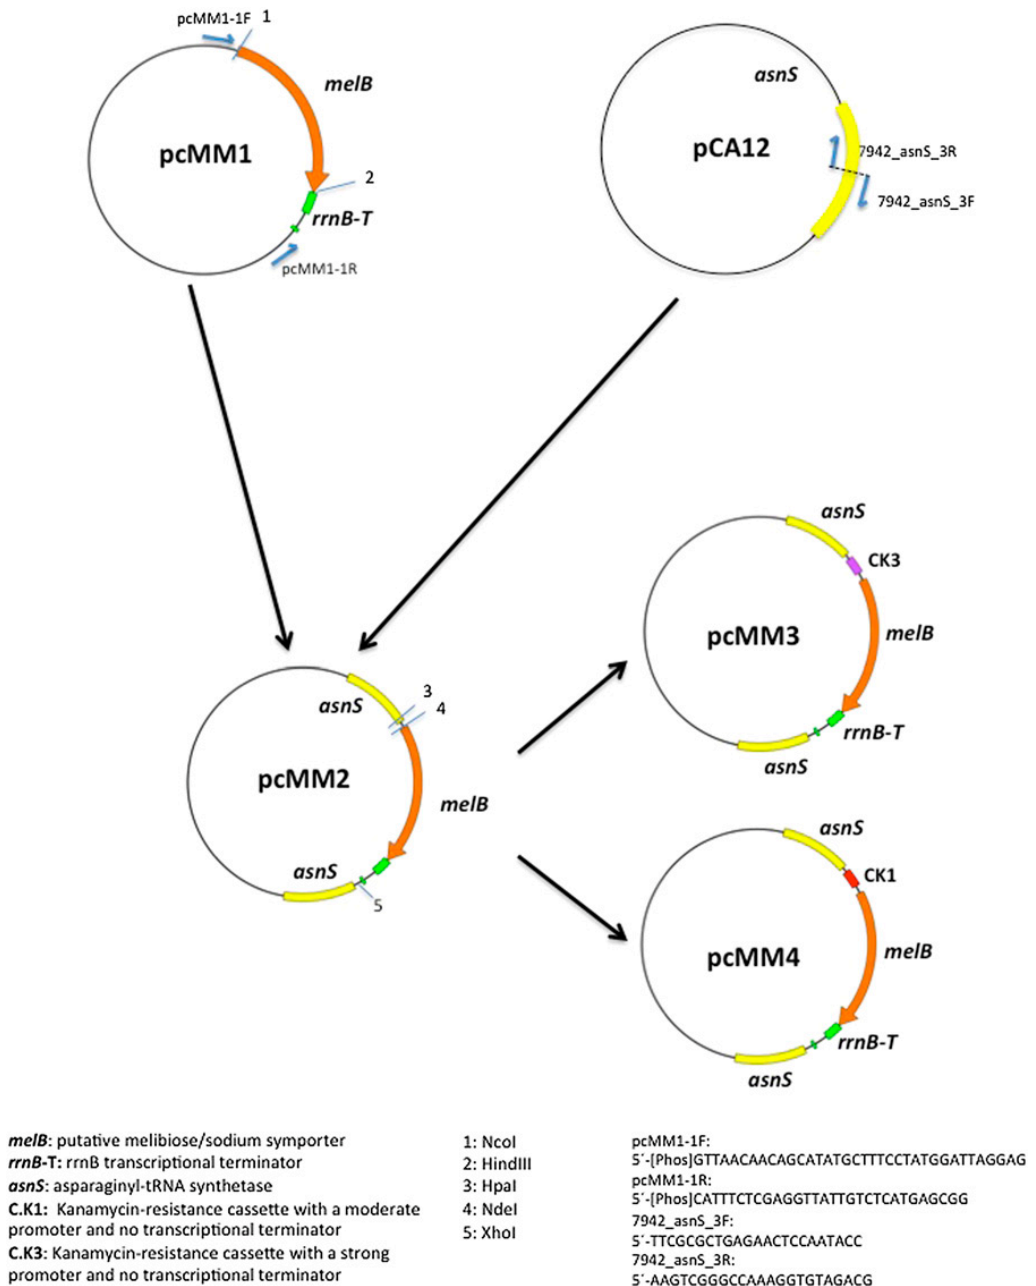 pcMM1-1F
1
melB
pcMM1
2
rrnB-T
pcMM1-1R
asnS
pCA12
7942_asnS_3R
7942_asnS_3F
asnS
3
4
pcMM2
melB
asnS
5
asnS
CK3
pcMM3
melB
rrnB-T
asnS
asnS
CK1
pcMM4
melB
rrnB-T
asnS
melB: putative melibiose/sodium symporter
rrnB-T: rrnB transcriptional terminator
asnS: asparaginyl-tRNA synthetase
C.K1: Kanamycin-resistance cassette with a moderate
promoter and no transcriptional terminator
C.K3: Kanamycin-resistance cassette with a strong
promoter and no transcriptional terminator
1: NcoI
2: HindIII
3: HpaI
4: NdeI
5: XhoI
pcMM1-1F:
5´-[Phos]GTTAACAACAGCATATGCTTTCCTATGGATTAGGAG
pcMM1-1R:
5´-[Phos]CATTTCTCGAGGTTATTGTCTCATGAGCGG
7942_asnS_3F:
5´-TTCGCGCTGAGAACTCCAATACC
7942_asnS_3R:
5´-AAGTCGGGCCAAAGGTGTAGACG